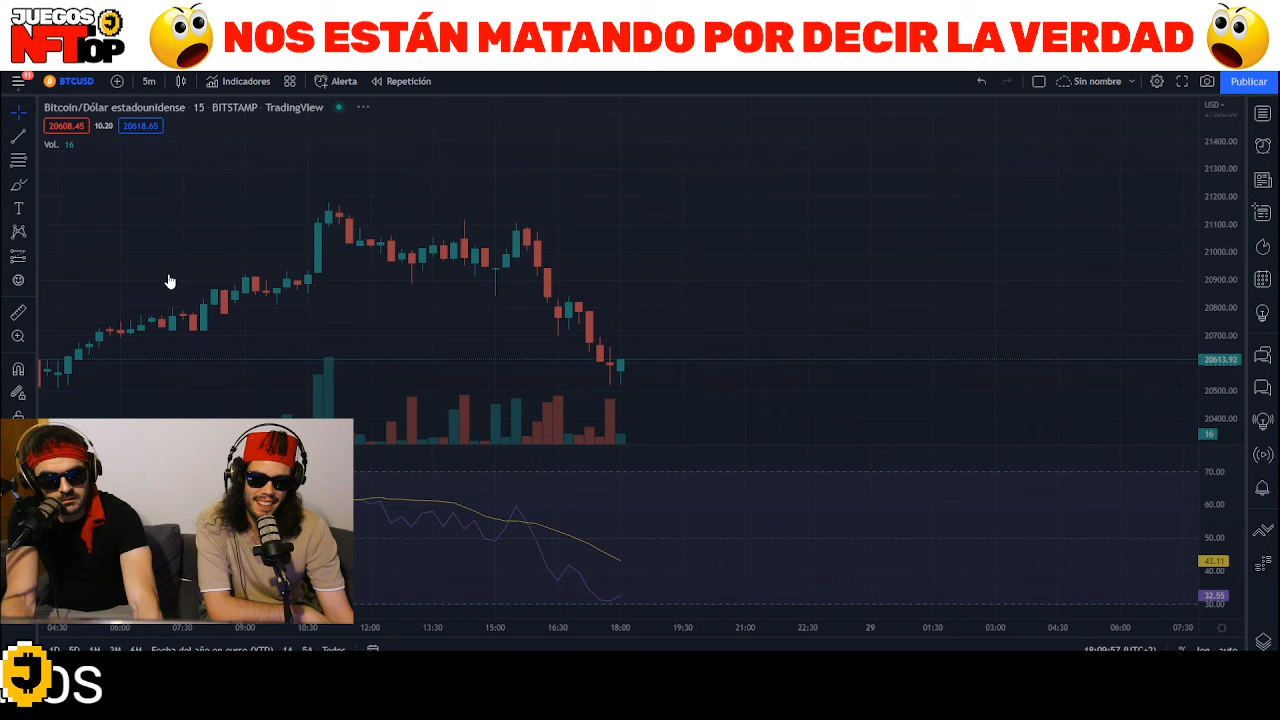 JUEGOS
NFT TOP
NOS ESTÁN MATANDO POR DECIR LA VERDAD
11
BTCUSD
5m
Indicadores
Alerta
Repetición
Sin nombre
Publicar
Bitcoin/Dólar estadounidense · 15 · BITSTAMP · TradingView
USD
20608.45 10.20 20618.65
Vol. 16
21500.00
21400.00
21300.00
21200.00
21100.00
21000.00
20900.00
20800.00
20700.00
20613.92
20500.00
20400.00
16
70.00
60.00
50.00
43.11
40.00
32.55
30.00
04:30 06:00 07:30 09:00 10:30 12:00 13:30 15:00 16:30 18:00 19:30 21:00 22:30 29 01:30 03:00 04:30 06:00 07:30
1D 5D 1M 3M 6M Fecha del año en curso (YTD) 1A 5A Todos
18:09:57 (UTC+2) % log auto
OS